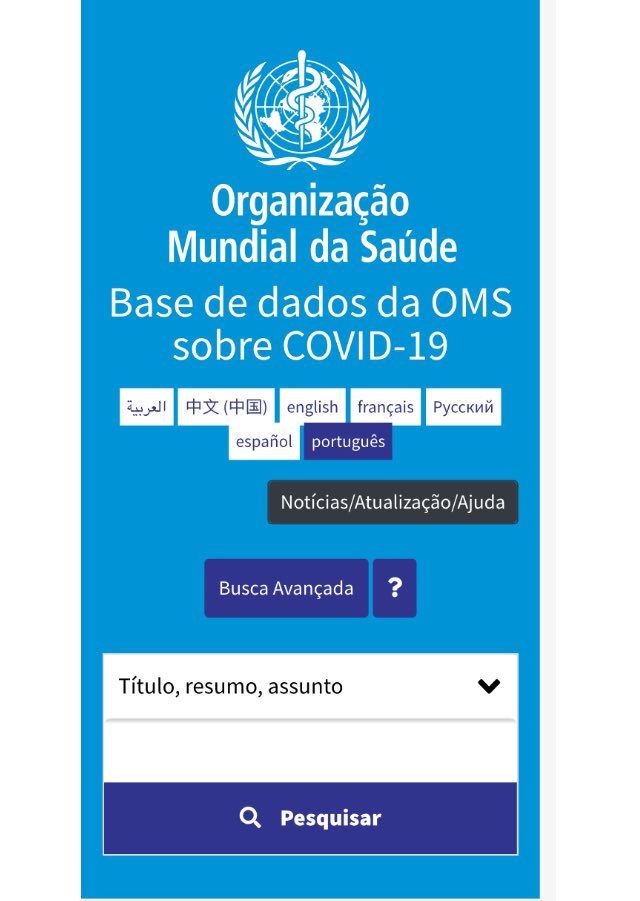 Organização
Mundial da Saúde
Base de dados da OMS
sobre COVID-19
العربية 中文 (中国) english français Русский
español português
Notícias/Atualização/Ajuda
Busca Avançada ?
Título, resumo, assunto
Pesquisar